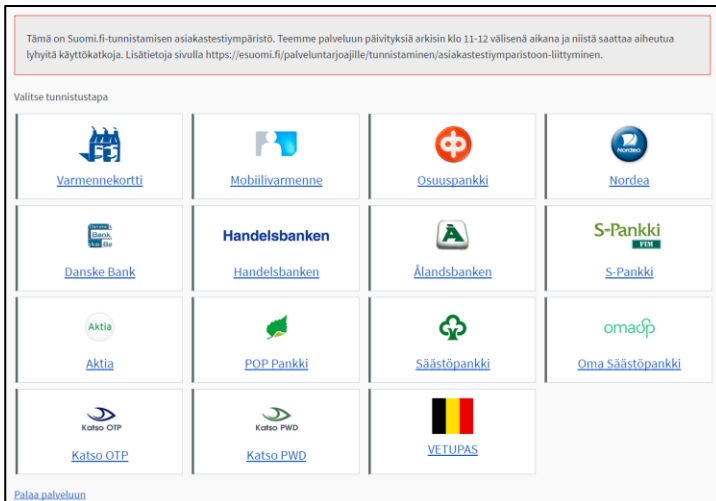 Tämä on Suomi.fi-tunnistamisen asiakastestiympäristö. Teemme palveluun päivityksiä arkisin klo 11-12 välisenä aikana ja niistä saattaa aiheutua
lyhyitä käyttökatkoja. Lisätietoja sivulla https://esuomi.fi/palveluntarjoajille/tunnistaminen/asiakastestiymparistoon-liittyminen.
Valitse tunnistustapa
Varmennekortti
Mobiilivarmenne
Osuuspankki
Nordea
Nordea
Danske Bank
Handelsbanken
Handelsbanken
Ålandsbanken
S-Pankki
FIM
S-Pankki
Aktia
Aktia
POP Pankki
Säästöpankki
omasp
Oma Säästöpankki
Katso OTP
Katso OTP
Katso PWD
Katso PWD
VETUPAS
Palaa palveluun